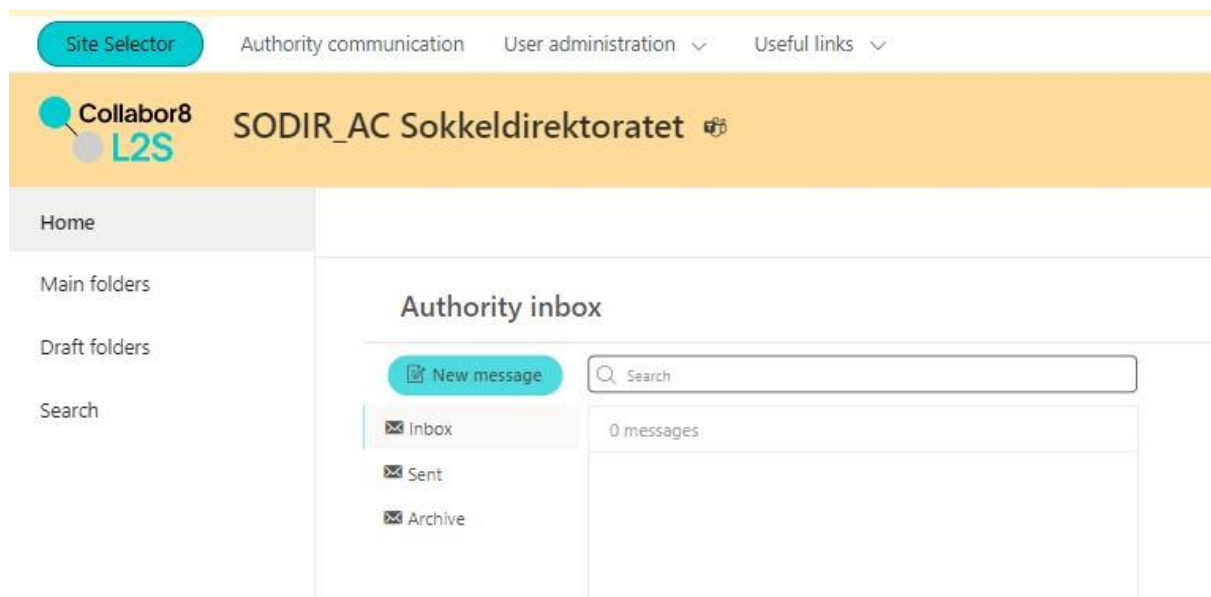 Site Selector Authority communication User administration Useful links
Collabor8
L2S
SODIR_AC Sokkeldirektoratet
Home
Main folders
Draft folders
Search
Authority inbox
New message Search
Inbox 0 messages
Sent
Archive